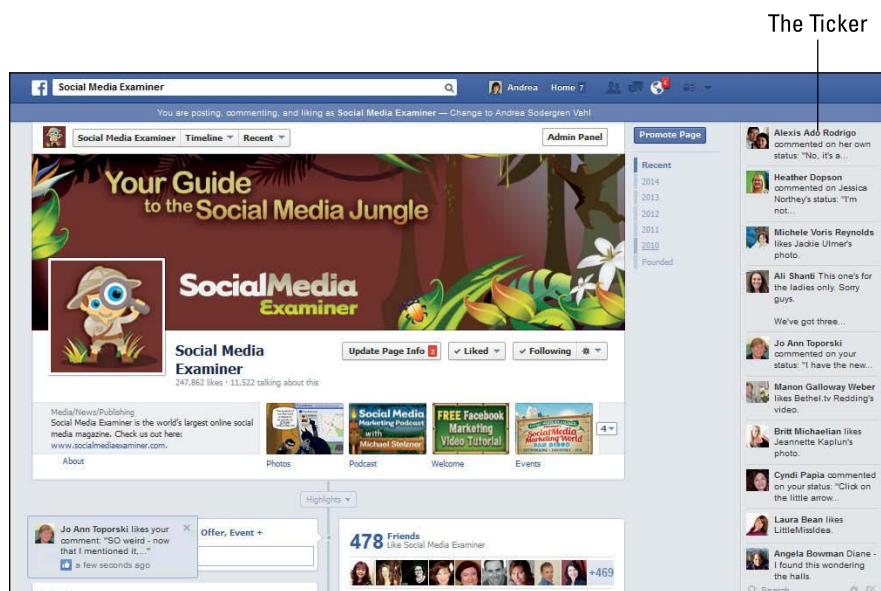 The Ticker
Social Media Examiner
Andrea Home 7
4
You are posting, commenting, and liking as Social Media Examiner — Change to Andrea Sodergren Vahl
Social Media Examiner Timeline Recent
Admin Panel
Your Guide
to the Social Media Jungle
SocialMedia
Examiner
Social Media
Examiner
247,862 likes · 11,522 talking about this
Update Page Info 2
✓ Liked
✓ Following
Media/News/Publishing
Social Media Examiner is the world's largest online social
media magazine. Check us out here:
www.socialmediaexaminer.com.
About
Photos
Social Media
Marketing Podcast
with
Michael Stelzner
Podcast
FREE Facebook
Marketing
Video Tutorial
Welcome
Social Media
Marketing World
Events
4
Highlights
Jo Ann Toporski likes your
comment: "SO weird - now
that I mentioned it,..."
a few seconds ago
Offer, Event +
478 Friends
Like Social Media Examiner
+469
Promote Page
Recent
2014
2013
2012
2011
2010
Founded
Alexis Ado Rodrigo
commented on her own
status: "No, it's a...
Heather Dopson
commented on Jessica
Northey's status: "I'm
not...
Michele Voris Reynolds
likes Jackie Ulmer's
photo.
Ali Shanti This one's for
the ladies only. Sorry
guys.
We've got three...
Jo Ann Toporski
commented on your
status: "I have the new...
Manon Galloway Weber
likes Bethel.tv Redding's
video.
Britt Michaelian likes
Jeannette Kaplun's
photo.
Cyndi Papia commented
on your status: "Click on
the little arrow...
Laura Bean likes
LittleMissIdea.
Angela Bowman Diane -
I found this wondering
the halls.
Search